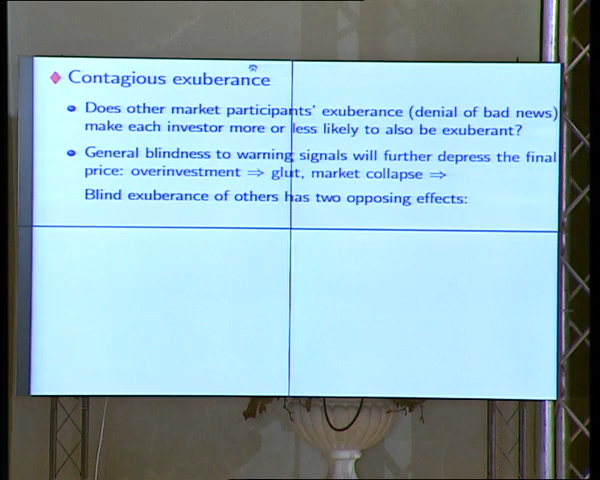 Contagious exuberance
Does other market participants' exuberance (denial of bad news)
make each investor more or less likely to also be exuberant?
General blindness to warning signals will further depress the final
price: overinvestment ⇒ glut, market collapse ⇒
Blind exuberance of others has two opposing effects: